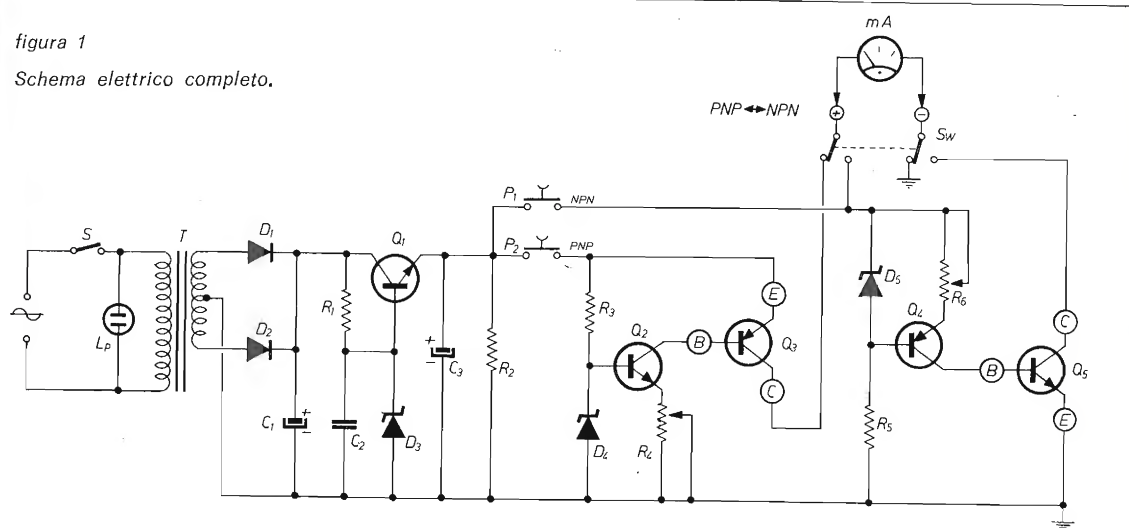 figura 1
Schema elettrico completo.
mA
PNP ↔ NPN
+
−
Sw
P1 NPN
P2 PNP
S
T
D1
Q1
D2
Lp
R1
+
−
C1
C2
D3
+
−
C3
R2
R3
Q2
B
E
Q3
C
D4
R4
D5
R6
Q4
B
C
Q5
E
R5